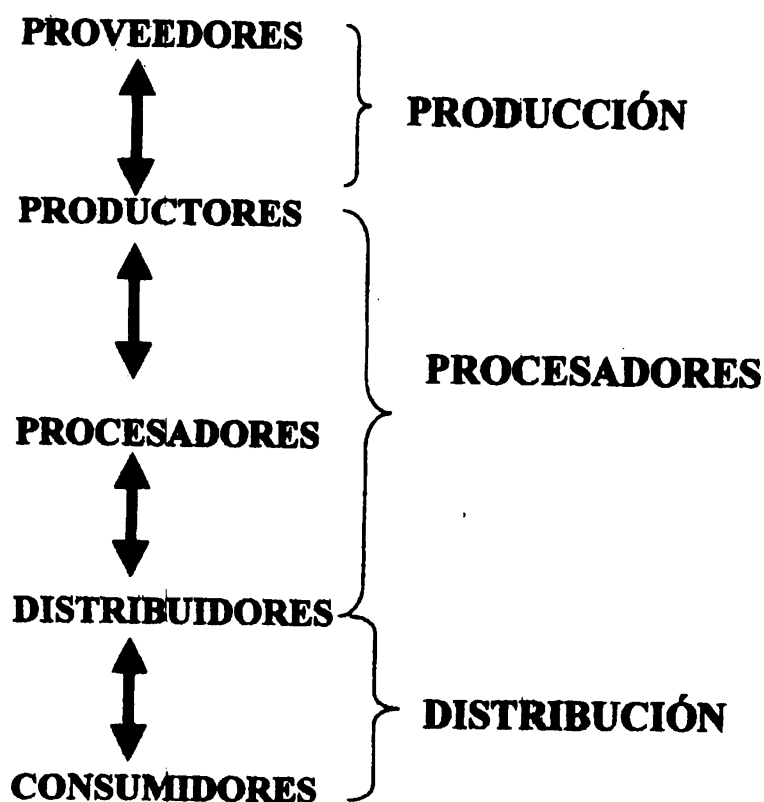 PROVEEDORES
PRODUCCIÓN
PRODUCTORES
PROCESADORES
PROCESADORES
DISTRIBUIDORES
DISTRIBUCIÓN
CONSUMIDORES